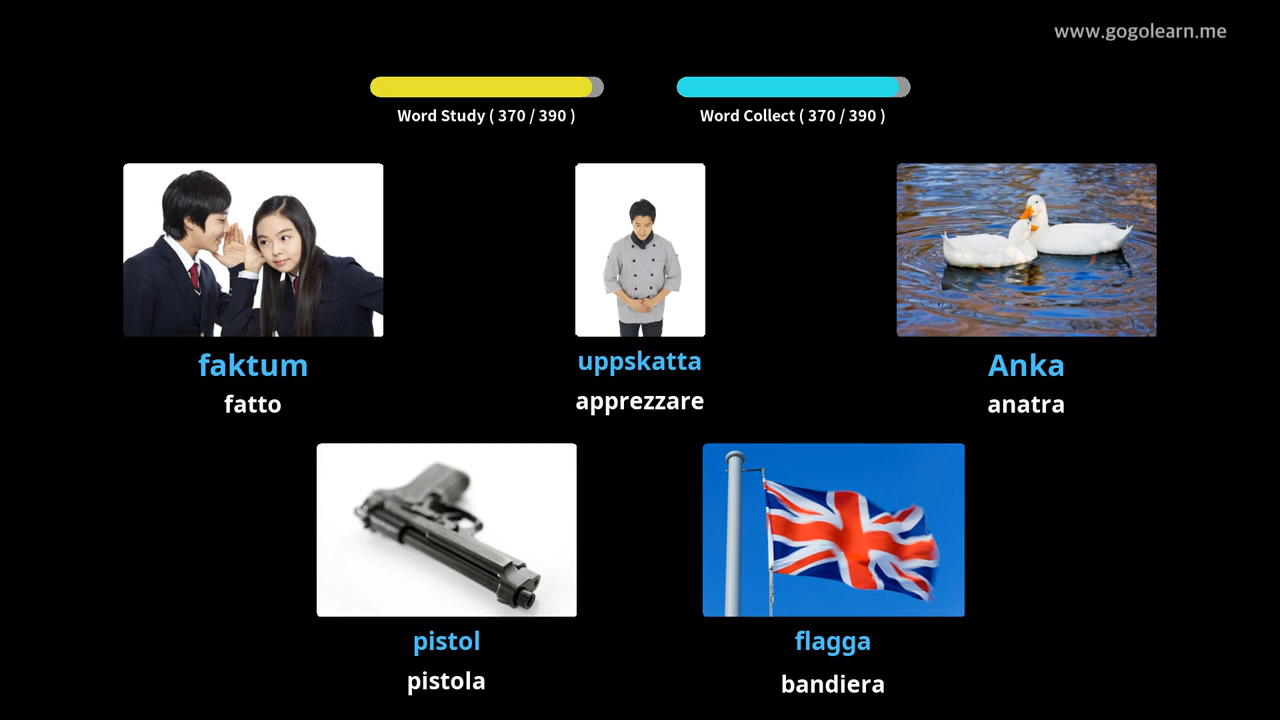 www.gogolearn.me
Word Study ( 370 / 390 )
Word Collect ( 370 / 390 )
faktum
fatto
uppskatta
apprezzare
Anka
anatra
pistol
pistola
flagga
bandiera